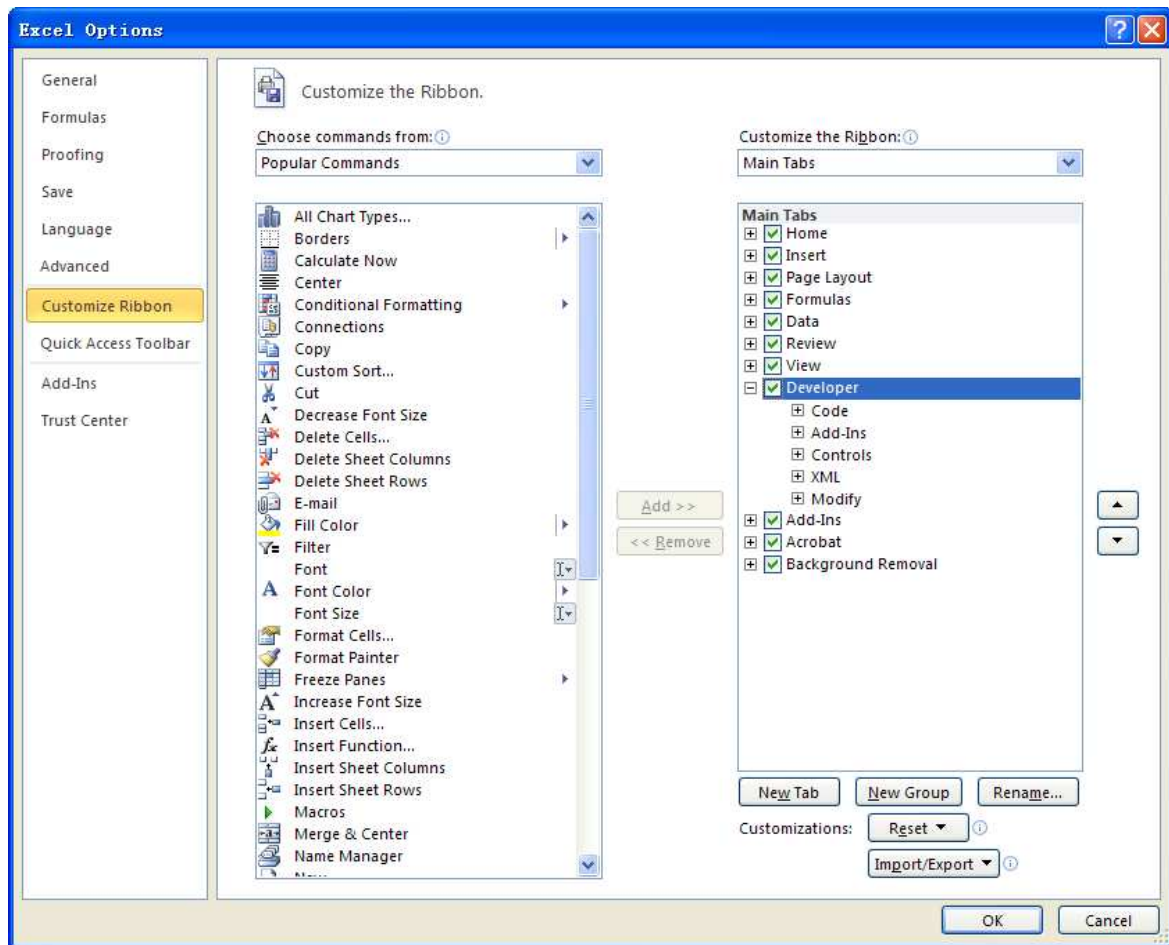 Excel Options
General
Formulas
Proofing
Save
Language
Advanced
Customize Ribbon
Quick Access Toolbar
Add-Ins
Trust Center
Customize the Ribbon.
Choose commands from:
Popular Commands
All Chart Types...
Borders
Calculate Now
Center
Conditional Formatting
Connections
Copy
Custom Sort...
Cut
Decrease Font Size
Delete Cells...
Delete Sheet Columns
Delete Sheet Rows
E-mail
Fill Color
Filter
Font
Font Color
Font Size
Format Cells...
Format Painter
Freeze Panes
Increase Font Size
Insert Cells...
Insert Function...
Insert Sheet Columns
Insert Sheet Rows
Macros
Merge & Center
Name Manager
Add >>
<< Remove
Customize the Ribbon:
Main Tabs
Main Tabs
Home
Insert
Page Layout
Formulas
Data
Review
View
Developer
Code
Add-Ins
Controls
XML
Modify
Add-Ins
Acrobat
Background Removal
New Tab
New Group
Rename...
Customizations:
Reset
Import/Export
OK
Cancel